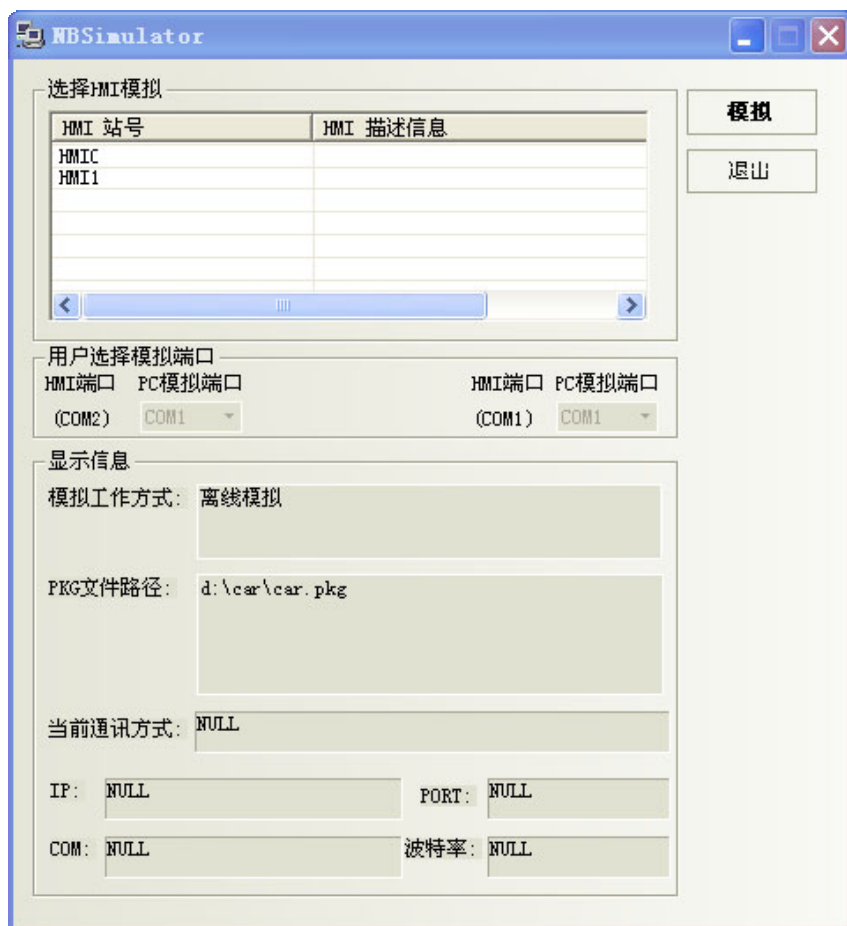 NBSimulator
选择HMI模拟
模拟
HMI 站号 HMI 描述信息
HMIC
退出
HMI1
用户选择模拟端口
HMI端口 PC模拟端口 HMI端口 PC模拟端口
(COM2) COM1 (COM1) COM1
显示信息
模拟工作方式: 离线模拟
PKG文件路径: d:\car\car.pkg
当前通讯方式: NULL
IP: NULL PORT: NULL
COM: NULL 波特率: NULL